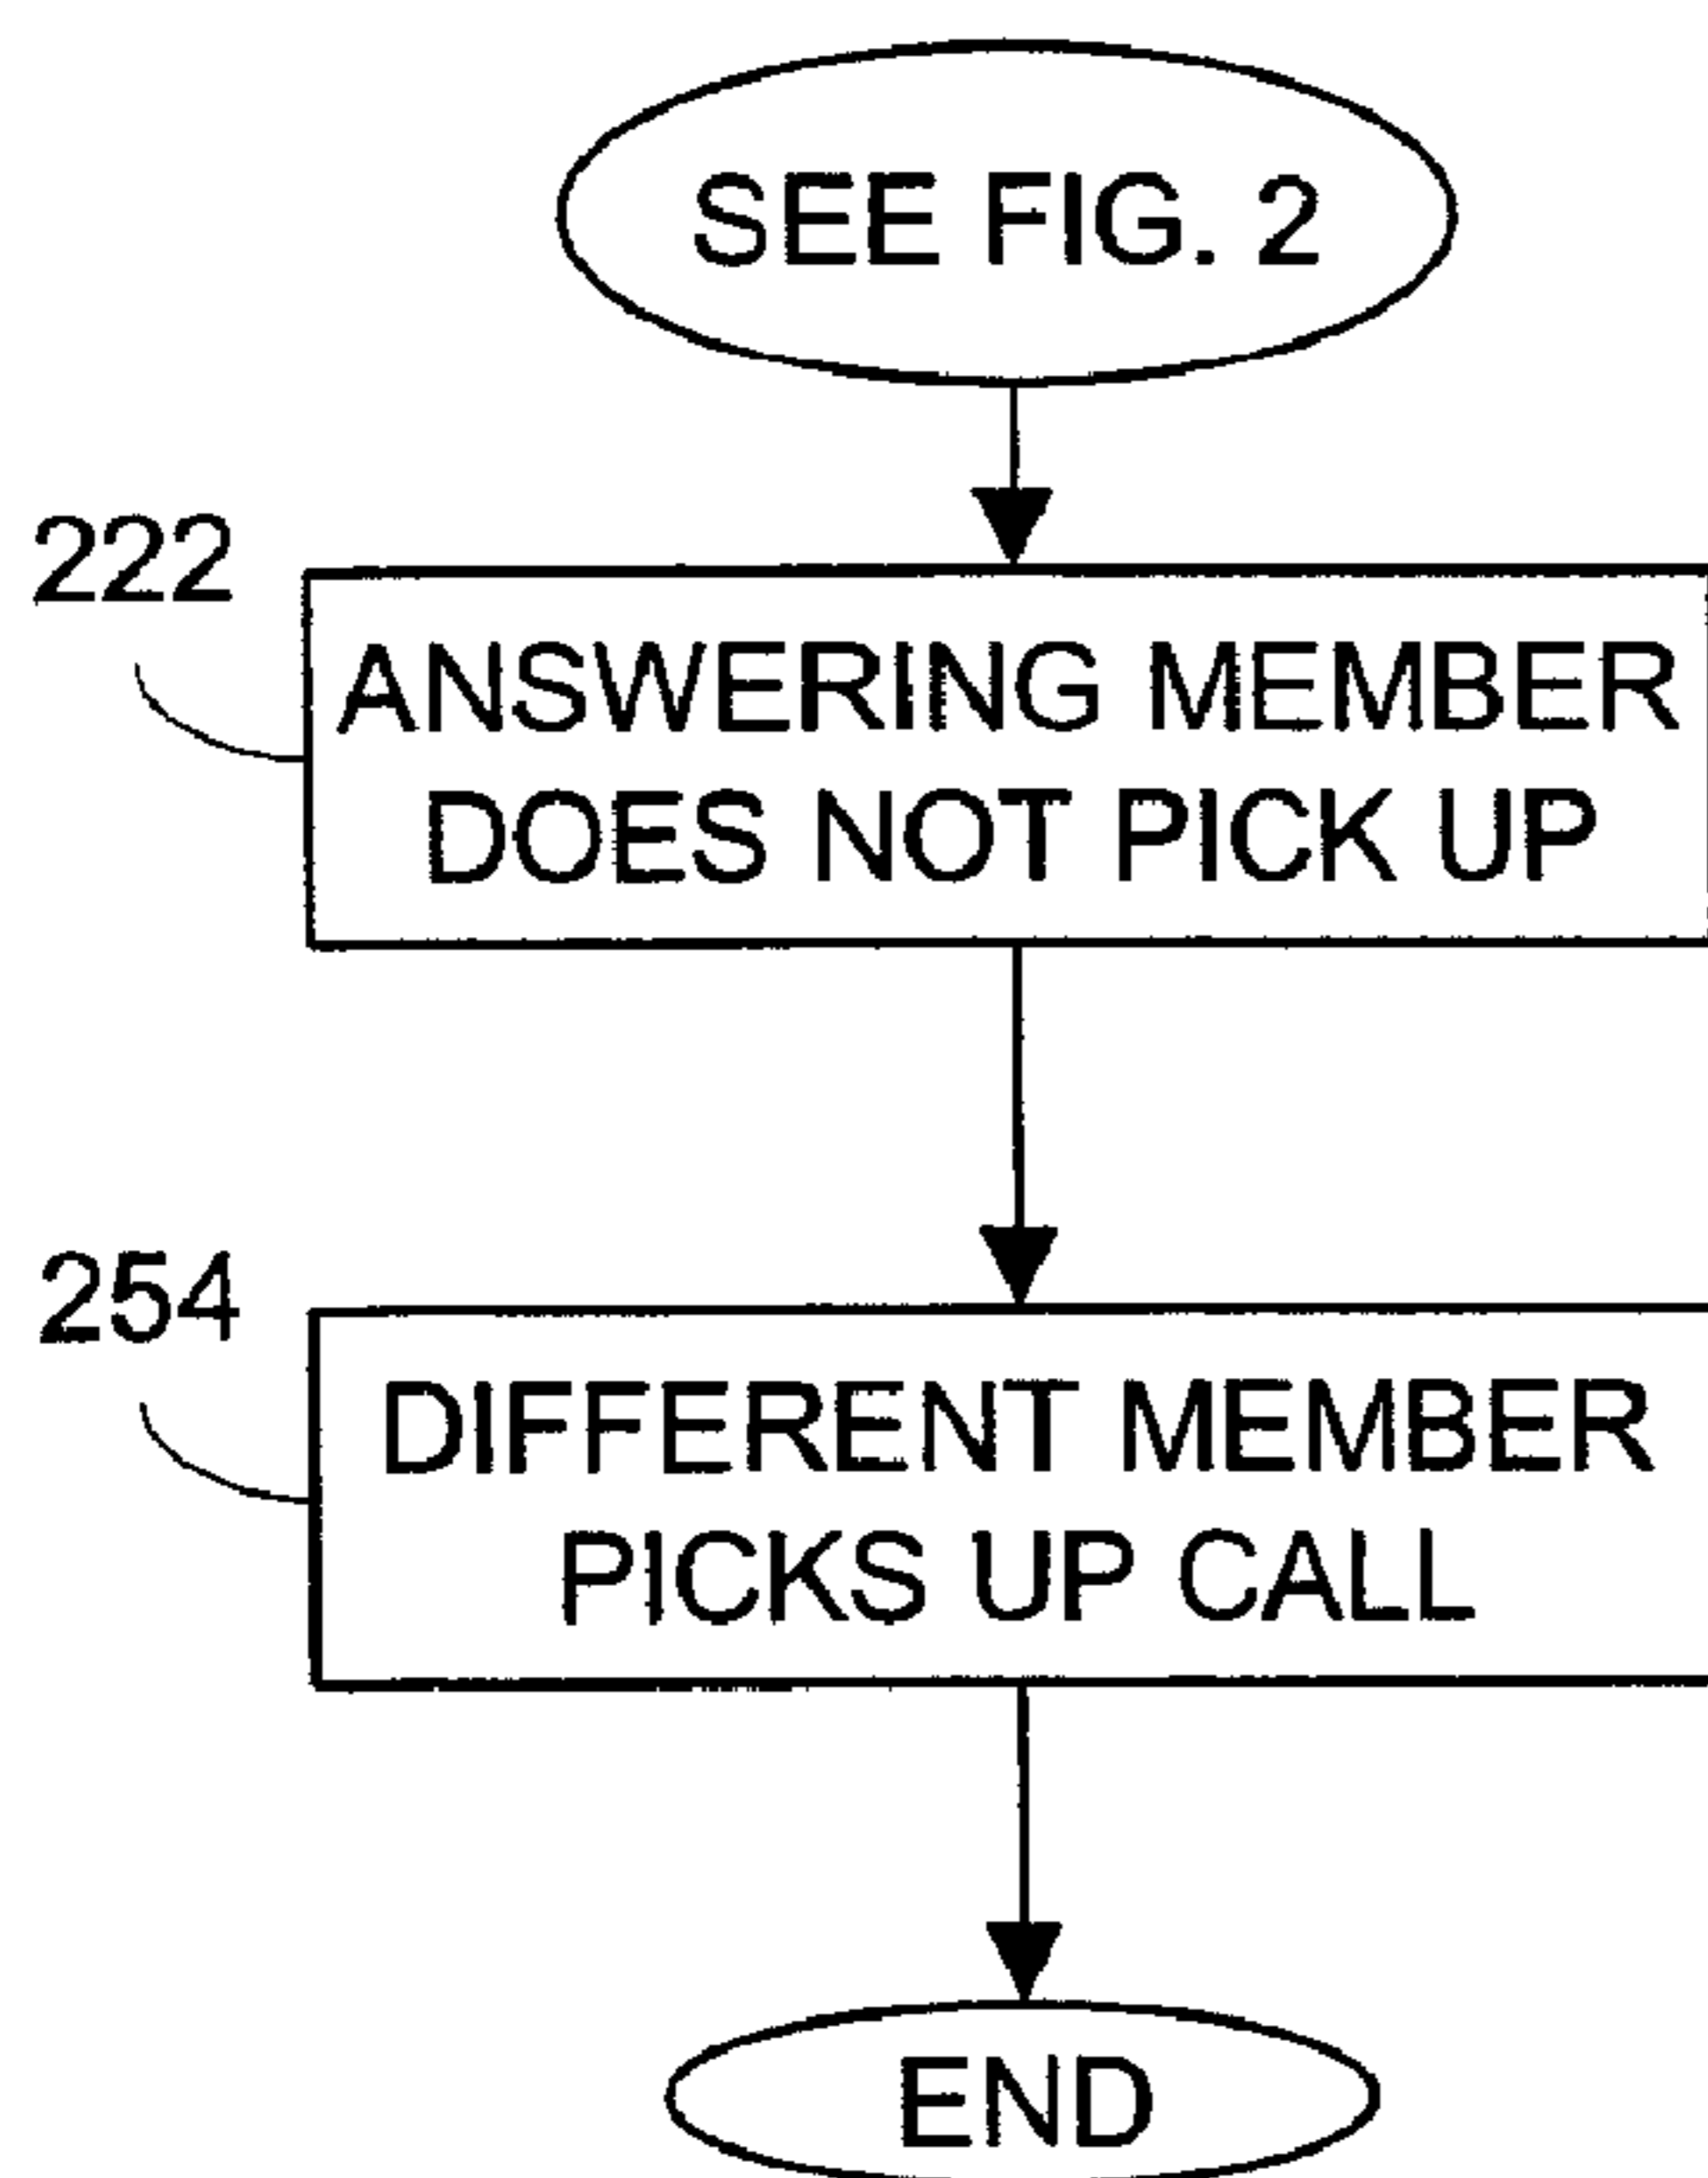 SEE FIG. 2
222
ANSWERING MEMBER
DOES NOT PICK UP
254
DIFFERENT MEMBER
PICKS UP CALL
END